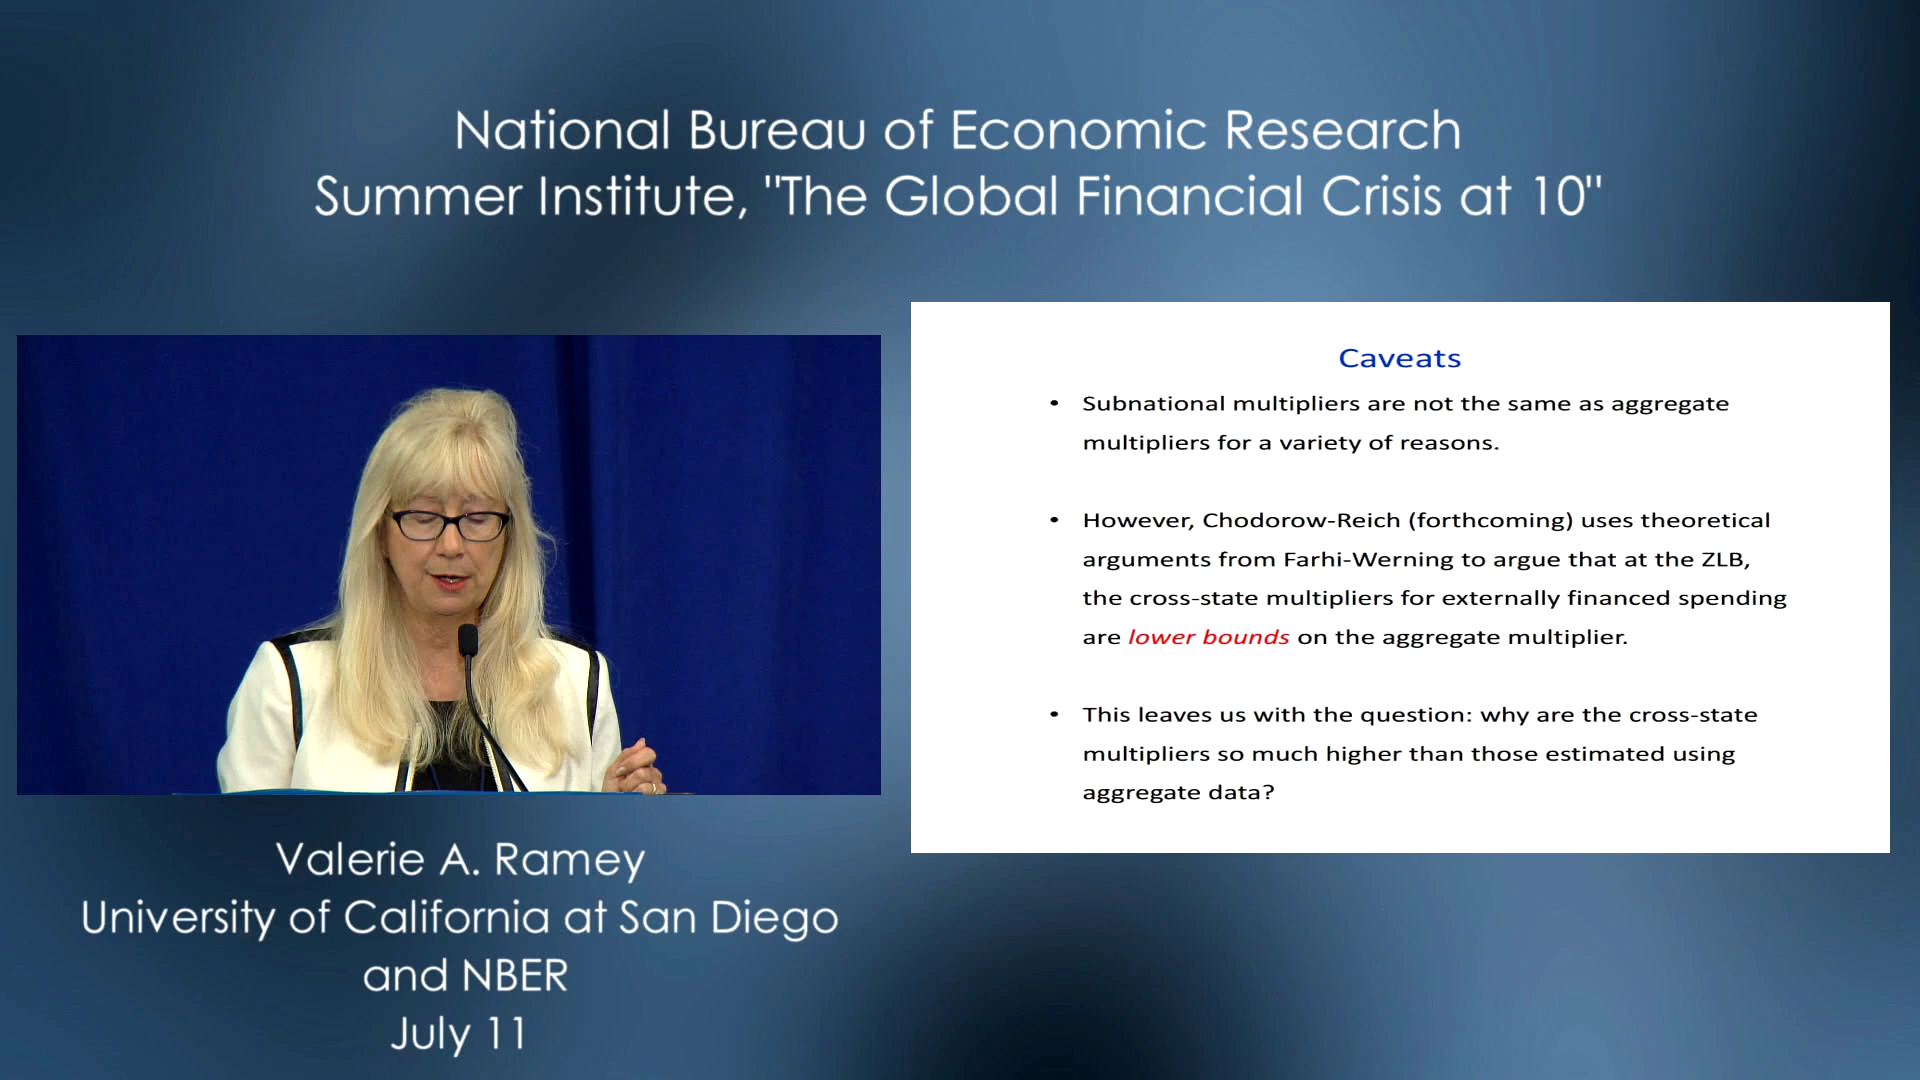 National Bureau of Economic Research
Summer Institute, "The Global Financial Crisis at 10"
Caveats
• Subnational multipliers are not the same as aggregate
multipliers for a variety of reasons.
• However, Chodorow-Reich (forthcoming) uses theoretical
arguments from Farhi-Werning to argue that at the ZLB,
the cross-state multipliers for externally financed spending
are lower bounds on the aggregate multiplier.
• This leaves us with the question: why are the cross-state
multipliers so much higher than those estimated using
aggregate data?
Valerie A. Ramey
University of California at San Diego
and NBER
July 11